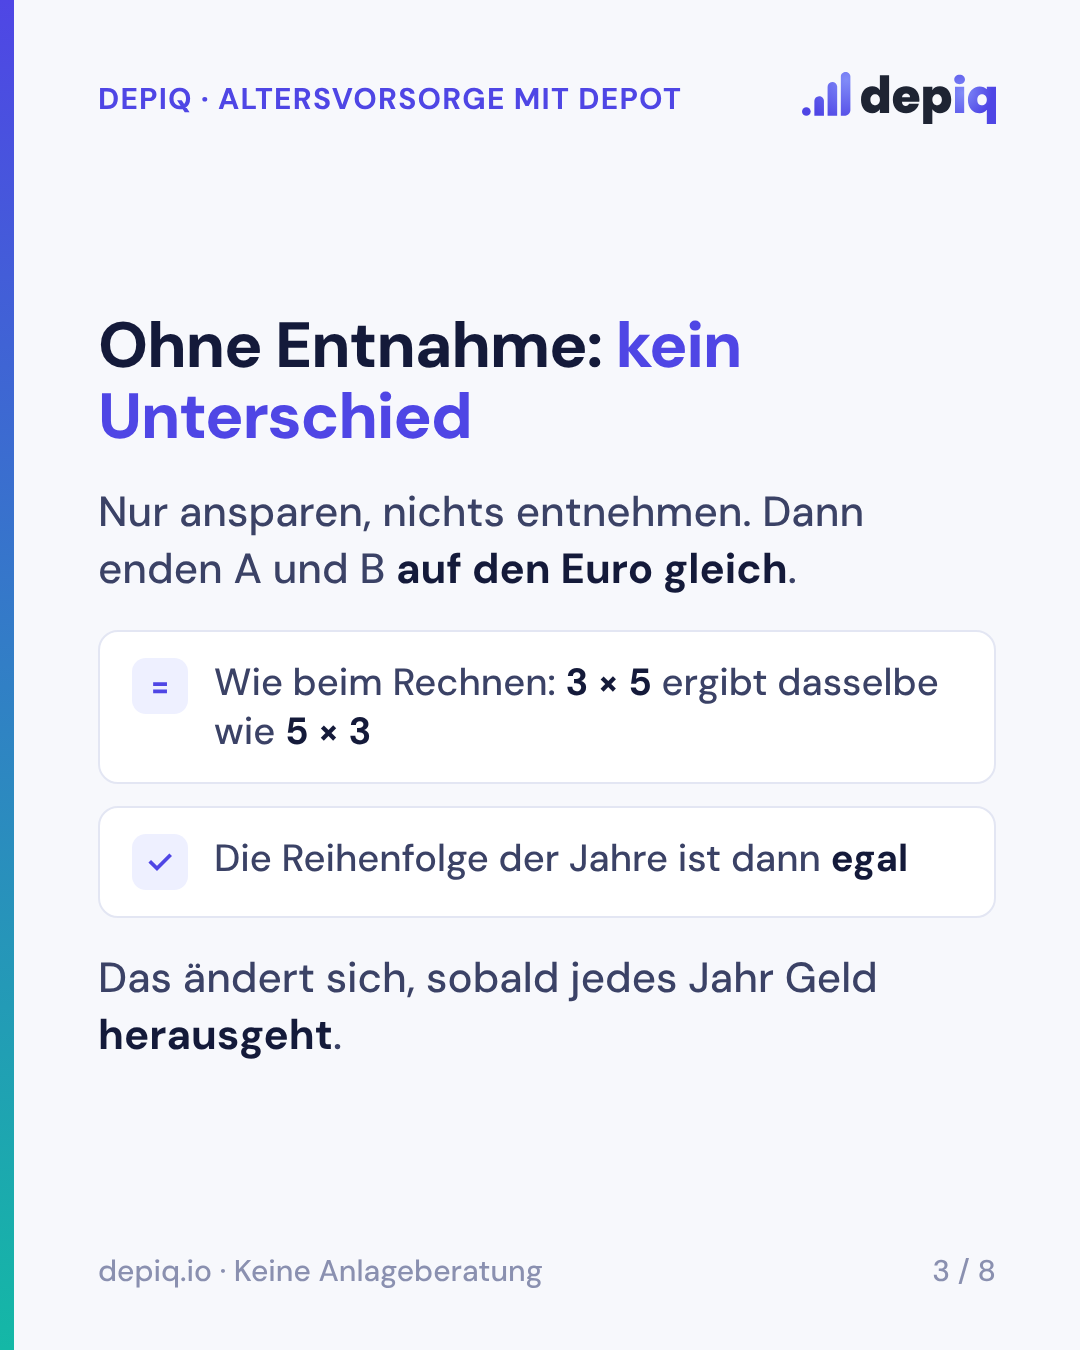 DEPIQ · ALTERSVORSORGE MIT DEPOT
depiq
Ohne Entnahme: kein
Unterschied
Nur ansparen, nichts entnehmen. Dann
enden A und B auf den Euro gleich.
=
Wie beim Rechnen: 3 × 5 ergibt dasselbe
wie 5 × 3
✓
Die Reihenfolge der Jahre ist dann egal
Das ändert sich, sobald jedes Jahr Geld
herausgeht.
depiq.io · Keine Anlageberatung
3 / 8